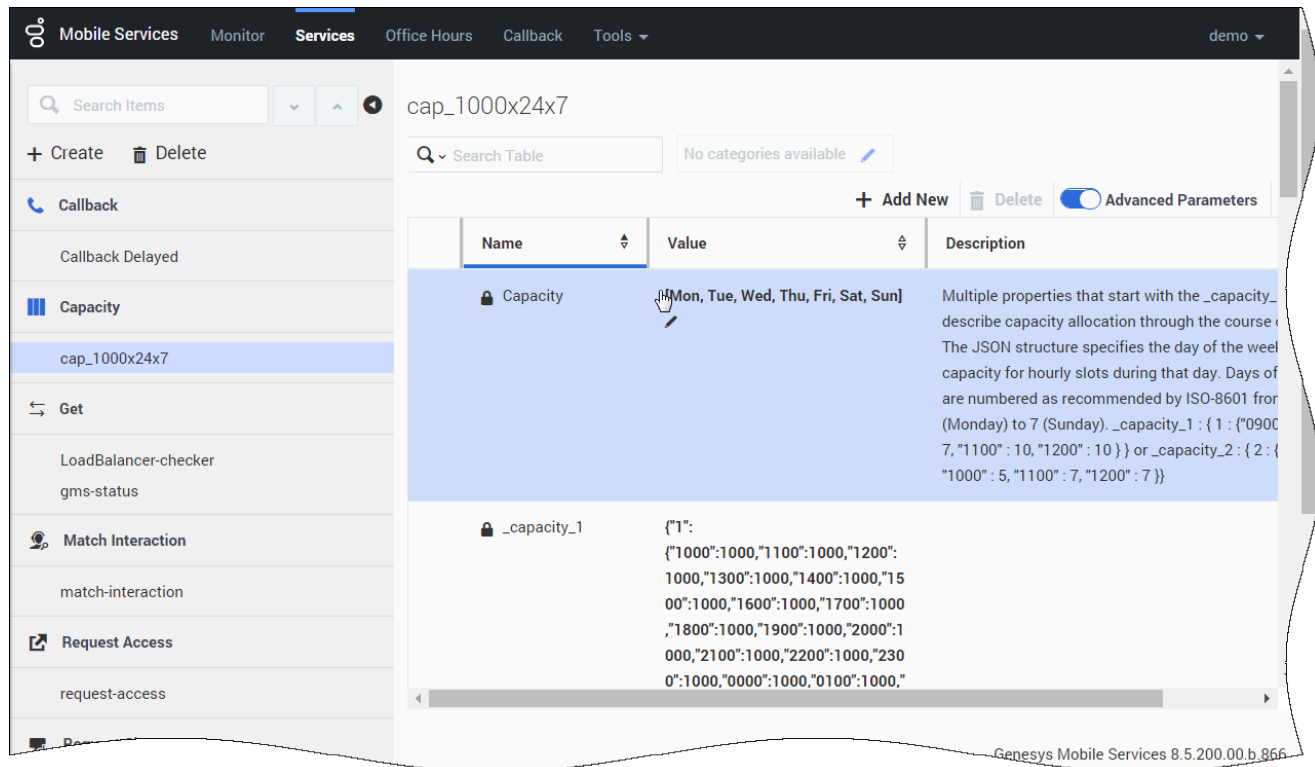 Mobile Services Monitor Services Office Hours Callback Tools demo
Search Items
+ Create Delete
Callback
Callback Delayed
Capacity
cap_1000x24x7
Get
LoadBalancer-checker
gms-status
Match Interaction
match-interaction
Request Access
request-access
cap_1000x24x7
Search Table No categories available
+ Add New Delete Advanced Parameters
Name Value Description
Capacity
[Mon, Tue, Wed, Thu, Fri, Sat, Sun]
Multiple properties that start with the _capacity_
describe capacity allocation through the course
The JSON structure specifies the day of the week
capacity for hourly slots during that day. Days of
are numbered as recommended by ISO-8601 from
(Monday) to 7 (Sunday). _capacity_1 : { 1 : {"0900
7, "1100" : 10, "1200" : 10 } } or _capacity_2 : { 2 : {
"1000" : 5, "1100" : 7, "1200" : 7 }}
_capacity_1
{"1":
{"1000":1000,"1100":1000,"1200":
1000,"1300":1000,"1400":1000,"15
00":1000,"1600":1000,"1700":1000
,"1800":1000,"1900":1000,"2000":1
000,"2100":1000,"2200":1000,"230
0":1000,"0000":1000,"0100":1000,"
Genesys Mobile Services 8.5.200.00.b.866